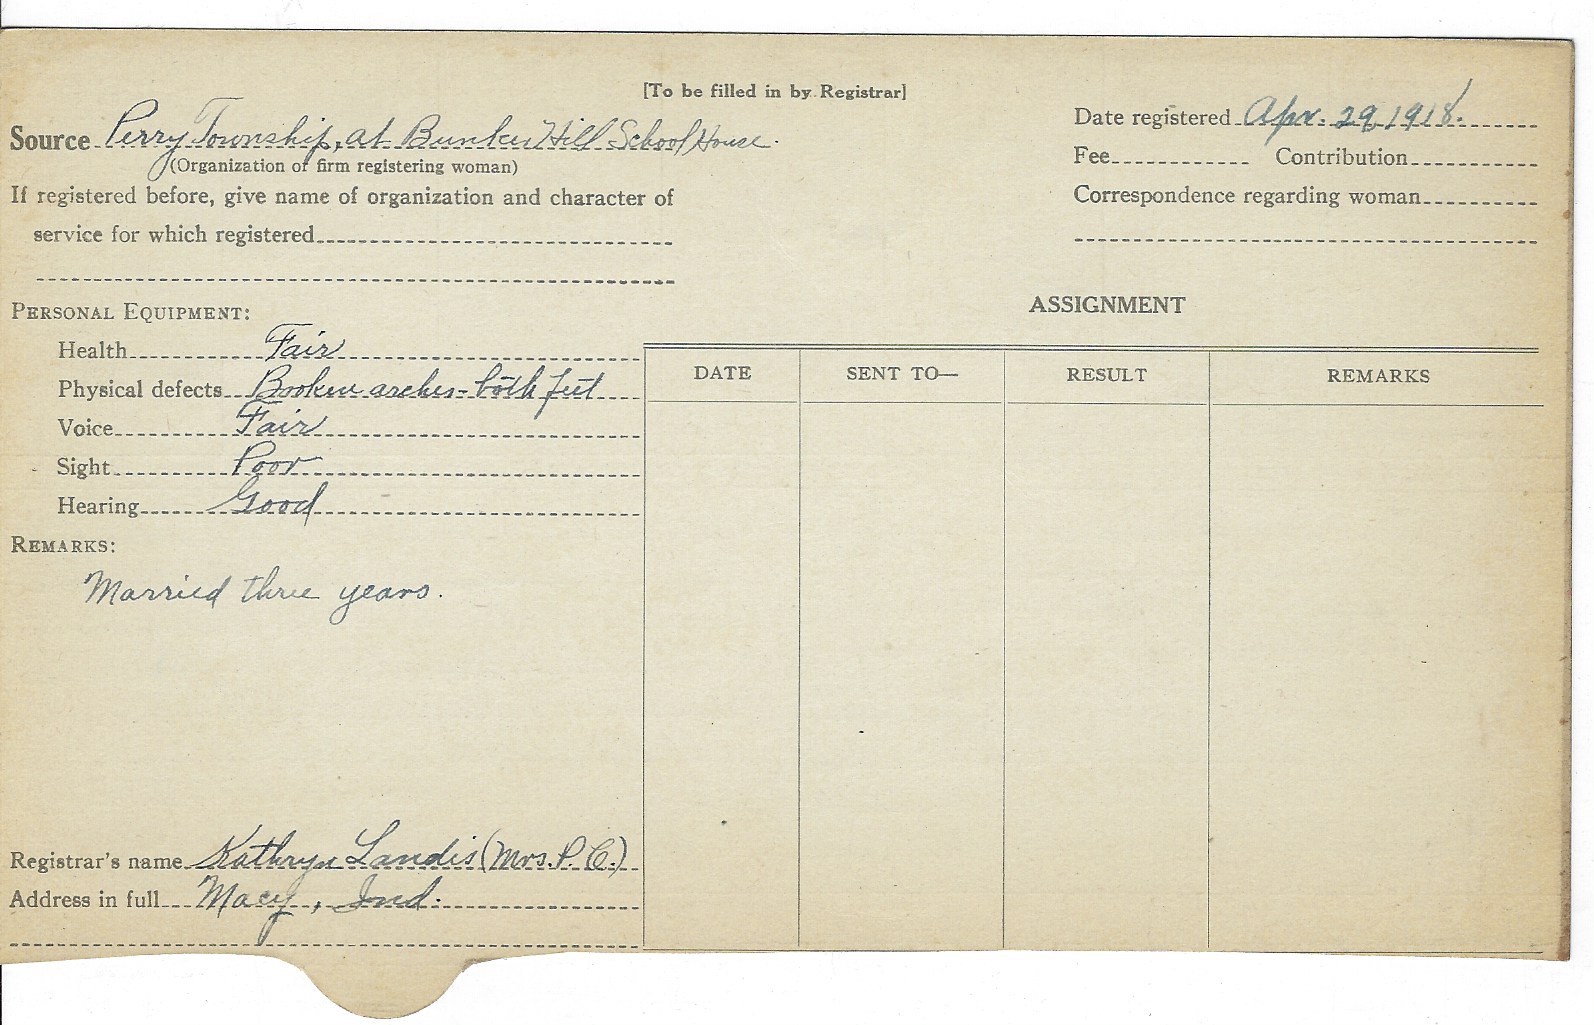 [To be filled in by Registrar]
Source Perry Township, at Bunker Hill School House.
(Organization of firm registering woman)
If registered before, give name of organization and character of
service for which registered
Date registered Apr. 29, 1918.
Fee Contribution
Correspondence regarding woman
PERSONAL EQUIPMENT:
Health Fair
Physical defects Broken arches - both feet
Voice Fair
Sight Poor
Hearing Good
REMARKS:
Married three years.
Registrar's name Kathryn Landis (Mrs. P. C.)
Address in full Macy, Ind.
ASSIGNMENT
DATE SENT TO— RESULT REMARKS